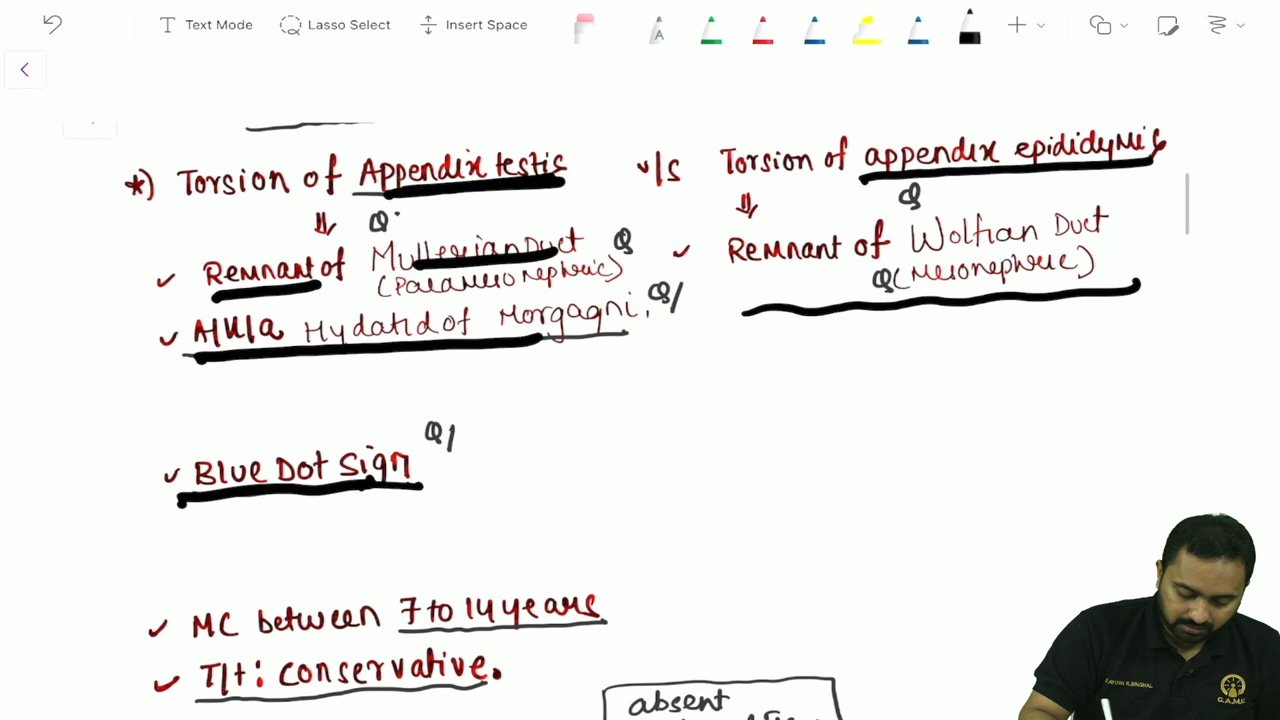 Text Mode Lasso Select Insert Space
*) Torsion of Appendix testis v/s Torsion of appendix epididymis
Q Q
✓ Remnant of Mullerian Duct Q ✓ Remnant of Wolfian Duct
(Paramesonephric) Q (Mesonephric)
✓ A/K/a Hydatid of Morgagni. Q/
✓ Blue Dot Sign Q/
✓ MC between 7 to 14 years
✓ T/t: conservative.
absent
C.A.M.S